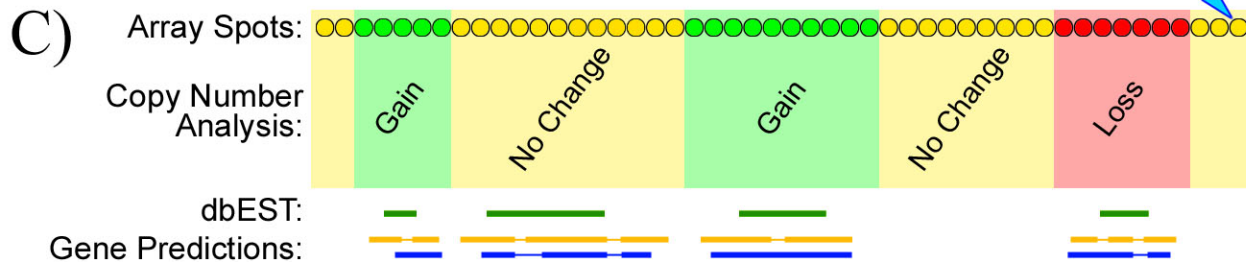 C)
Array Spots:
Copy Number
Analysis:
Gain
No Change
Gain
No Change
Loss
dbEST:
Gene Predictions: